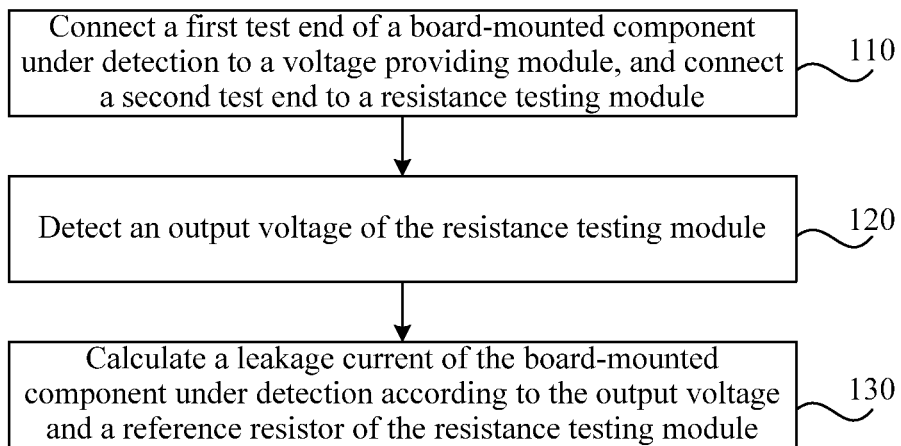 Connect a first test end of a board-mounted component
under detection to a voltage providing module, and connect
a second test end to a resistance testing module
110
Detect an output voltage of the resistance testing module
120
Calculate a leakage current of the board-mounted
component under detection according to the output voltage
and a reference resistor of the resistance testing module
130